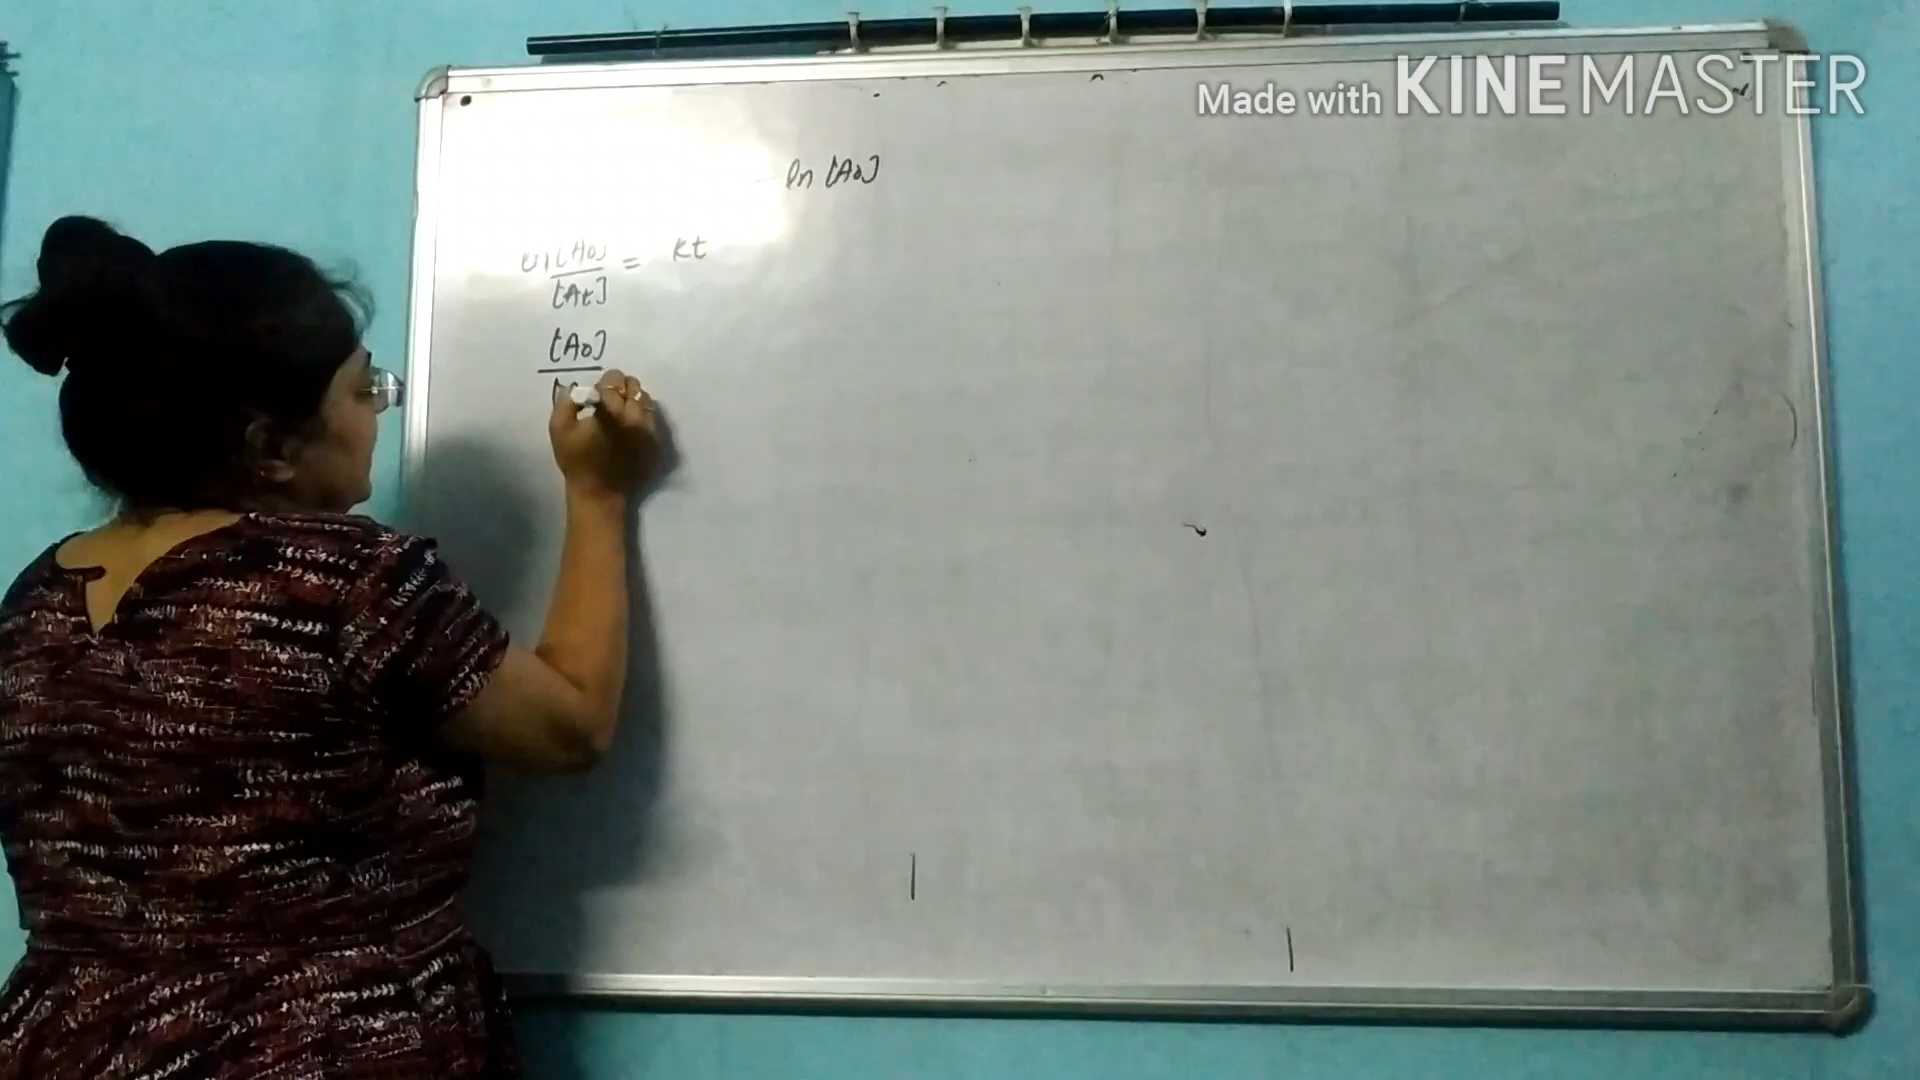 Made with KINEMASTER
- ln [A0]
[A0] = kt
[At]
[A0]